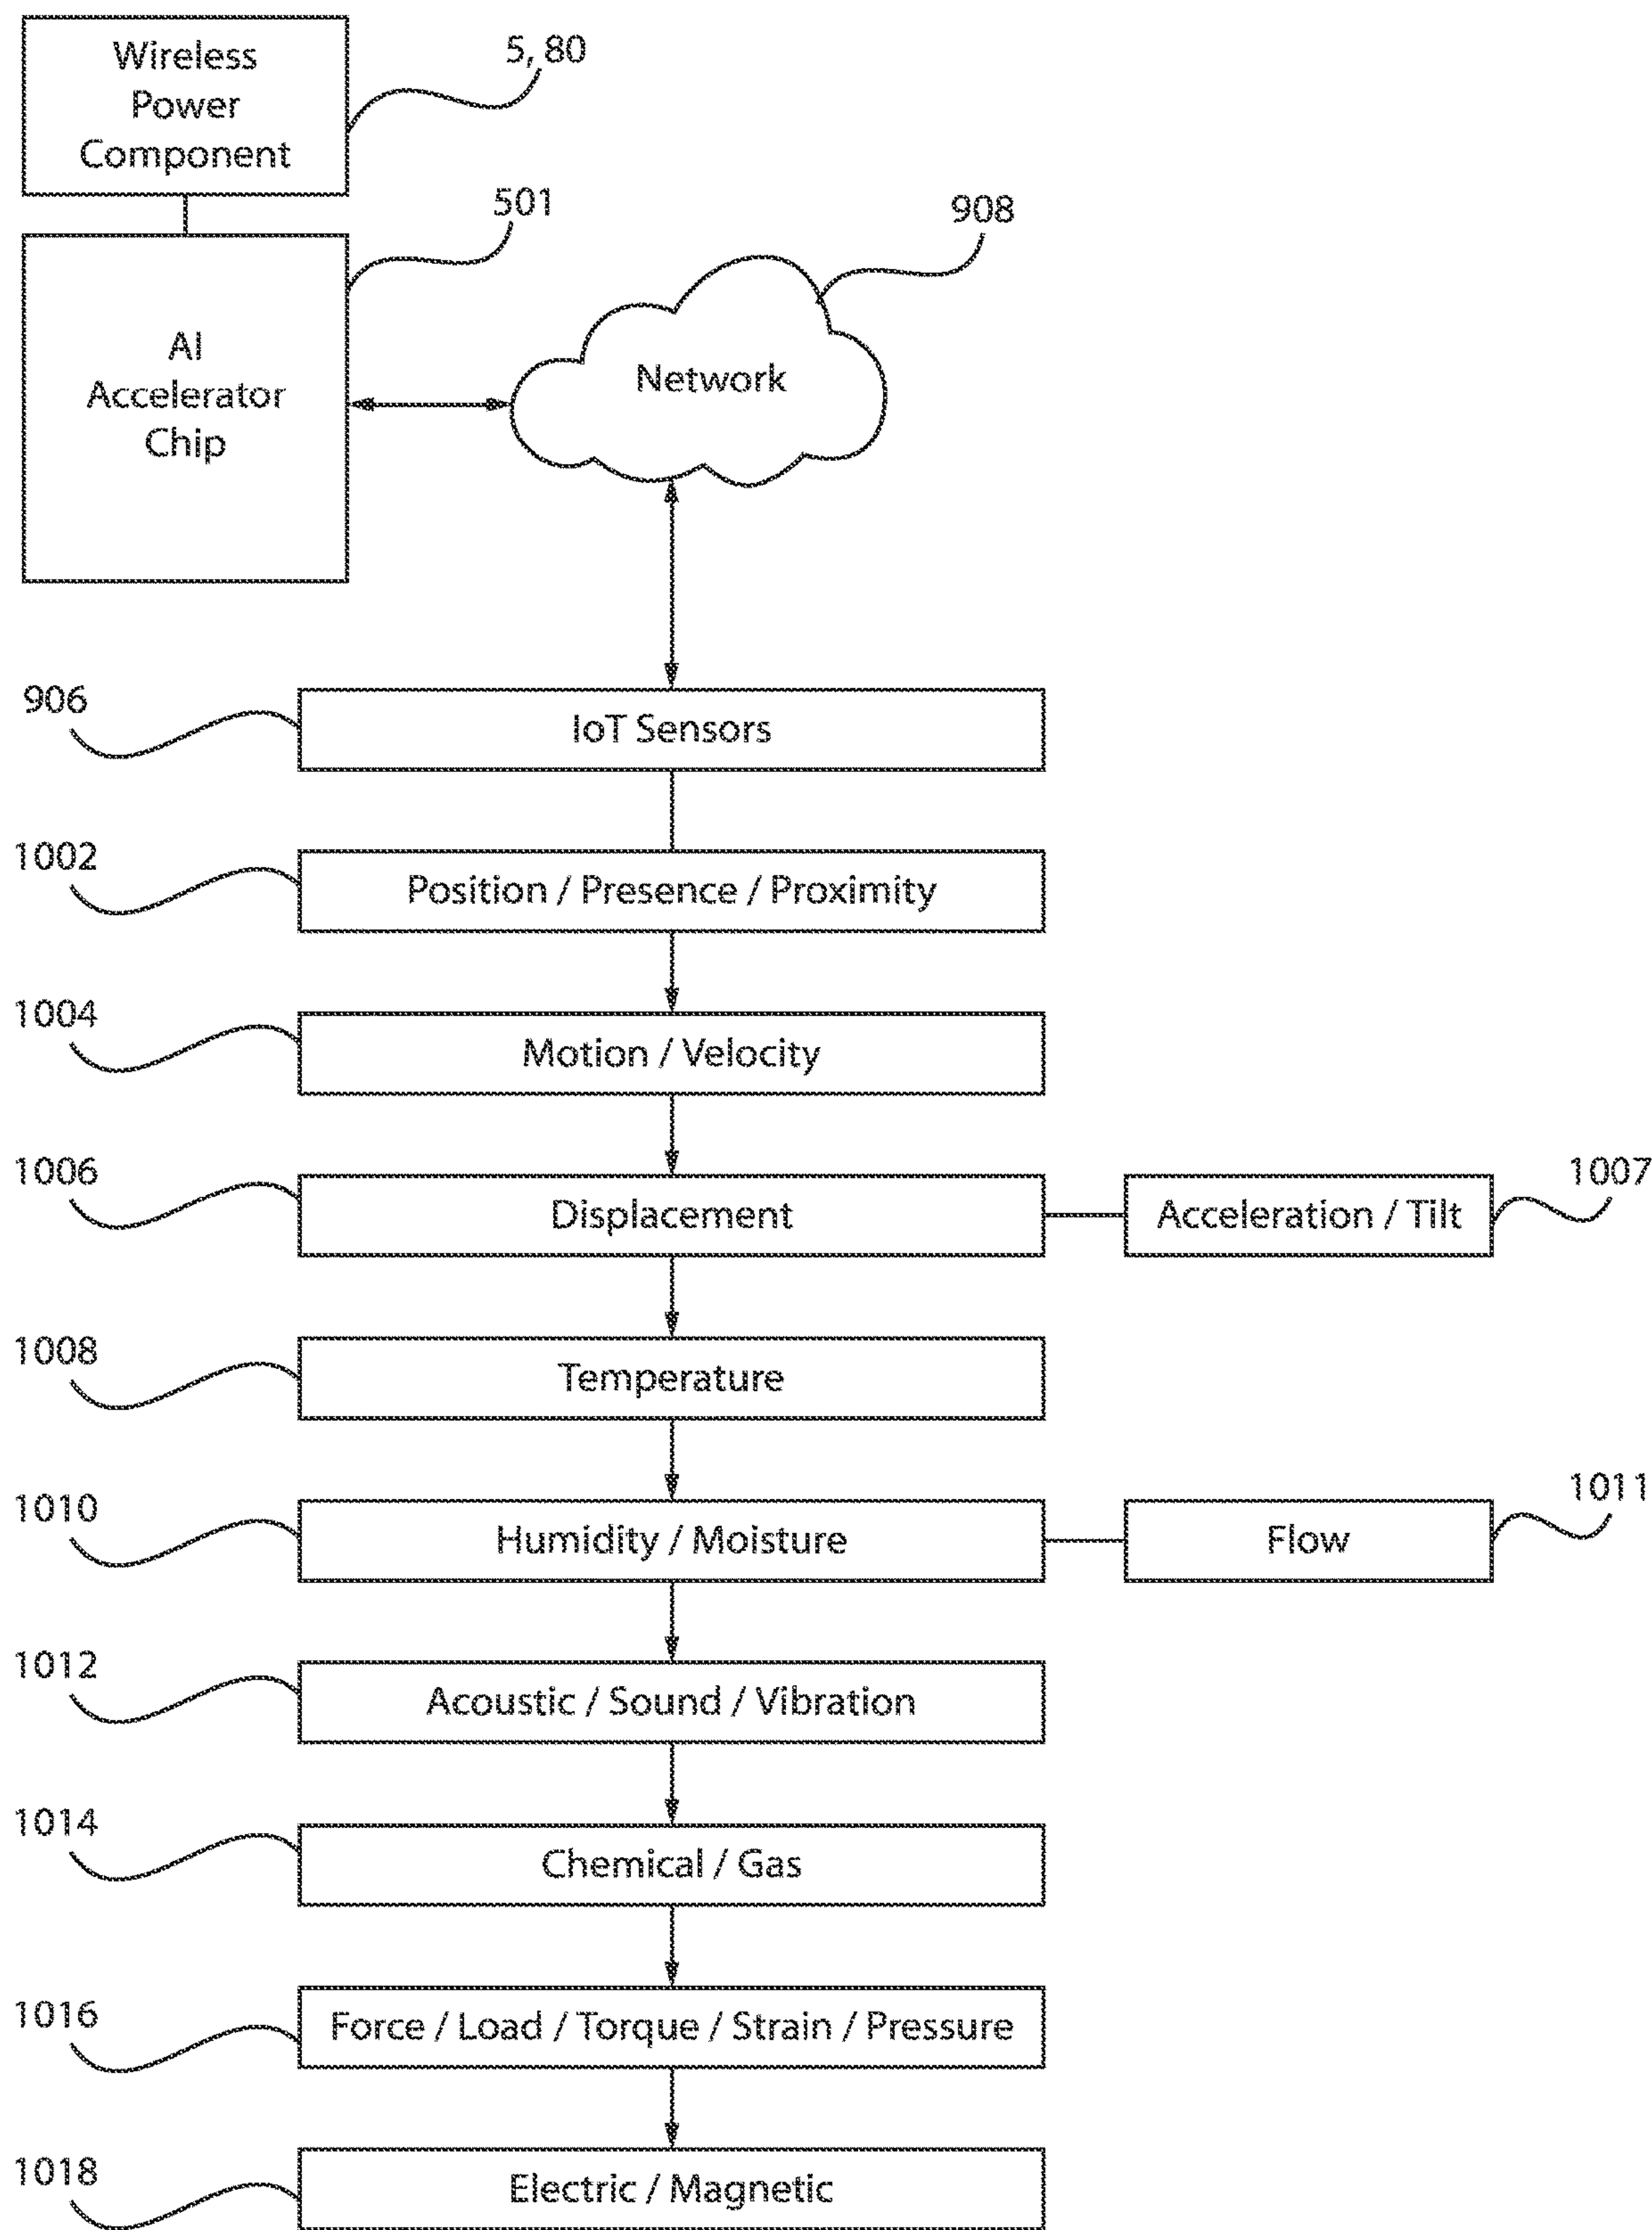 Wireless
Power
Component
5, 80
501
908
AI
Accelerator
Chip
Network
906
IoT Sensors
1002
Position / Presence / Proximity
1004
Motion / Velocity
1006
Displacement
Acceleration / Tilt
1007
1008
Temperature
1010
Humidity / Moisture
Flow
1011
1012
Acoustic / Sound / Vibration
1014
Chemical / Gas
1016
Force / Load / Torque / Strain / Pressure
1018
Electric / Magnetic